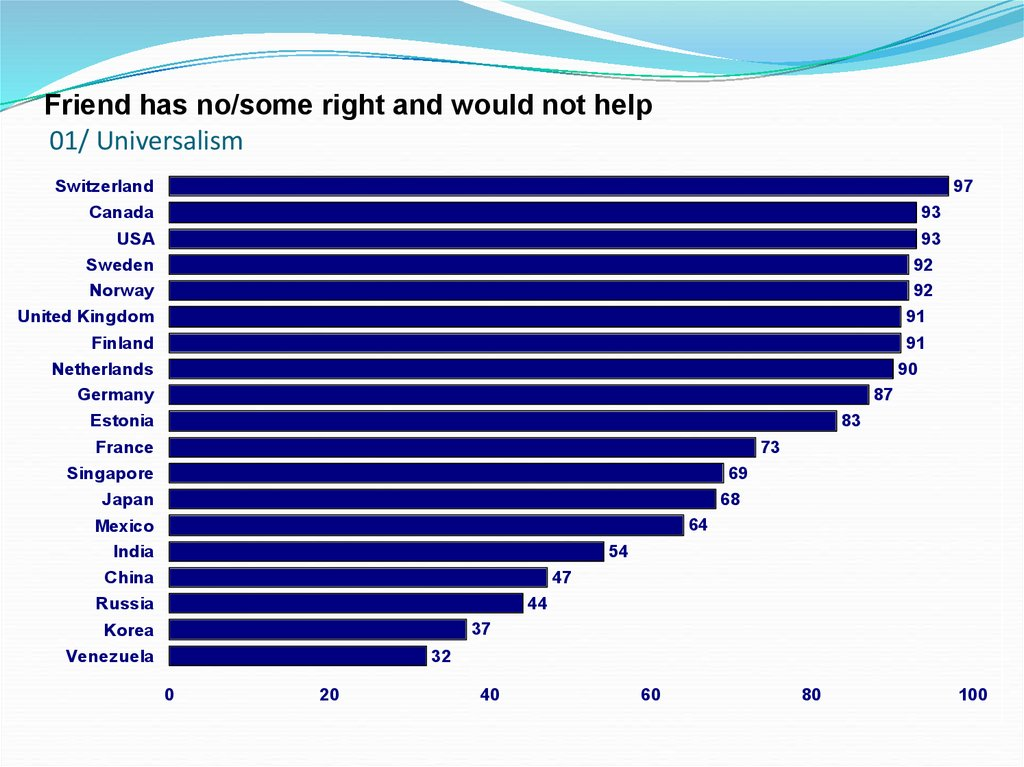 Friend has no/some right and would not help
01/ Universalism
Switzerland 97
Canada 93
USA 93
Sweden 92
Norway 92
United Kingdom 91
Finland 91
Netherlands 90
Germany 87
Estonia 83
France 73
Singapore 69
Japan 68
Mexico 64
India 54
China 47
Russia 44
Korea 37
Venezuela 32
0 20 40 60 80 100